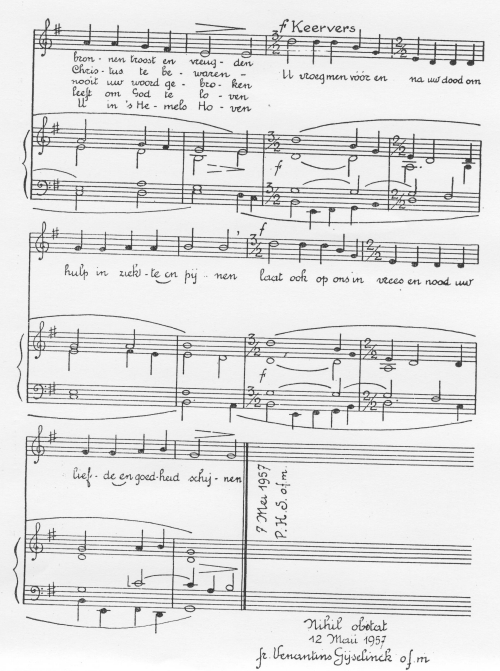 f Keervers
bron - nen troost en vreug - den
Chris - tus te be - waren -
nooit uw woord ge - bro - ken
leeft om God te lo - ven
U in 's He - mels Ho - ven
U vroeg men vóór en na uw dood om
f
hulp in ziek - te en pij - nen laat ook op ons in vrees en nood uw
f
f
lief - de en goed-heid schij - nen
7 Mei 1957
P.H.S. ofm
Nihil obstat
12 Maii 1957
fr. Venantius Gijselinck o.f.m